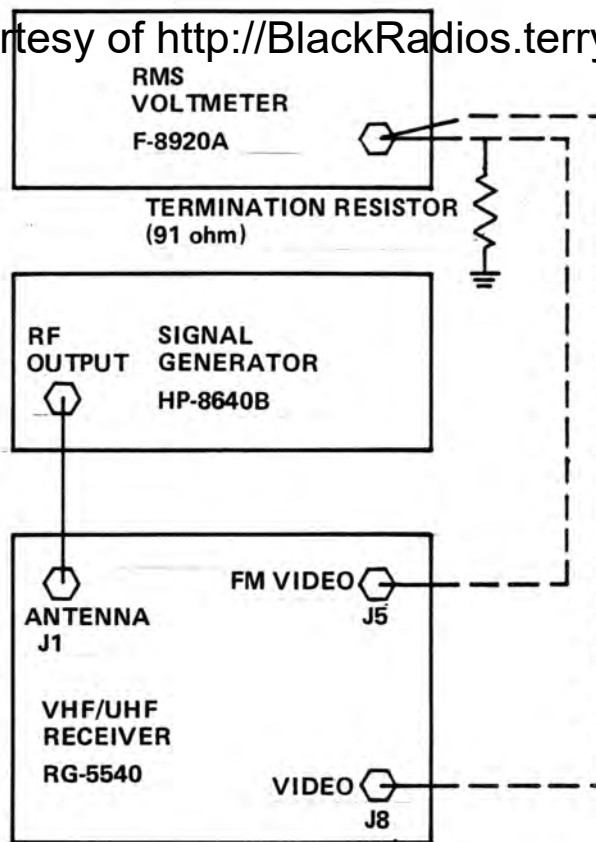 rtesy of http://BlackRadios.terry
RMS
VOLTMETER
F-8920A
TERMINATION RESISTOR
(91 ohm)
RF
OUTPUT
SIGNAL
GENERATOR
HP-8640B
ANTENNA
J1
FM VIDEO
J5
VHF/UHF
RECEIVER
RG-5540
VIDEO
J8